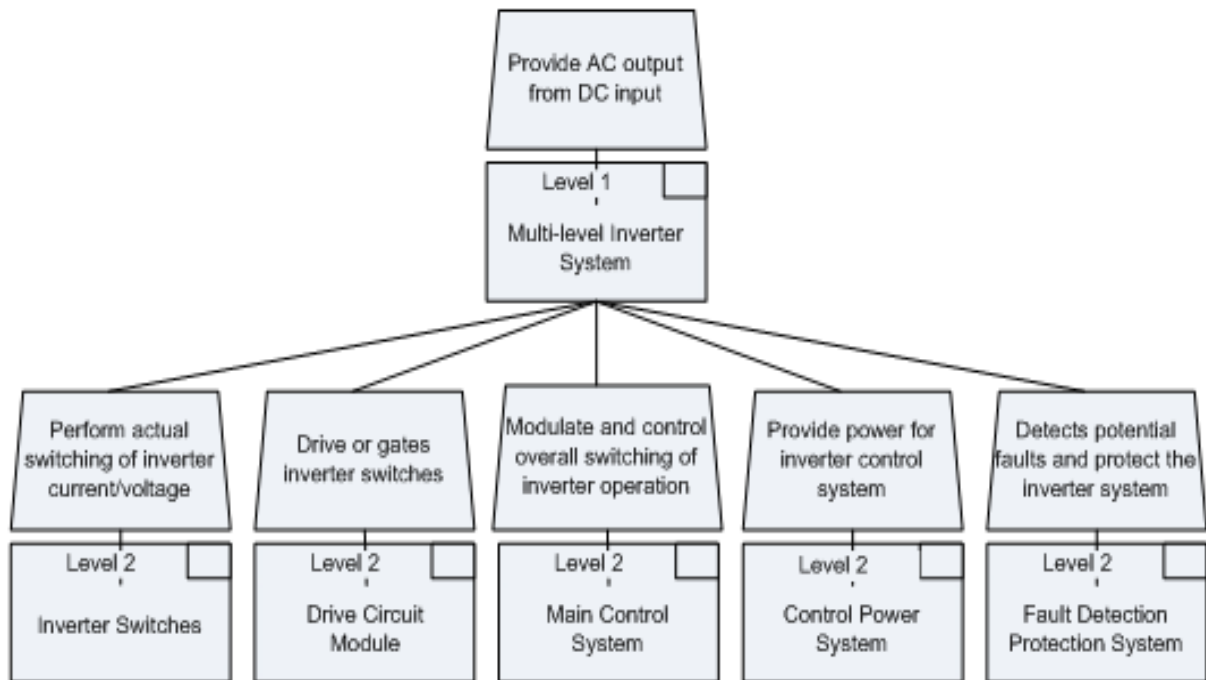 Provide AC output
from DC input
Level 1
Multi-level Inverter
System
Perform actual
switching of inverter
current/voltage
Drive or gates
inverter switches
Modulate and control
overall switching of
inverter operation
Provide power for
inverter control
system
Detects potential
faults and protect the
inverter system
Level 2
Inverter Switches
Level 2
Drive Circuit
Module
Level 2
Main Control
System
Level 2
Control Power
System
Level 2
Fault Detection
Protection System